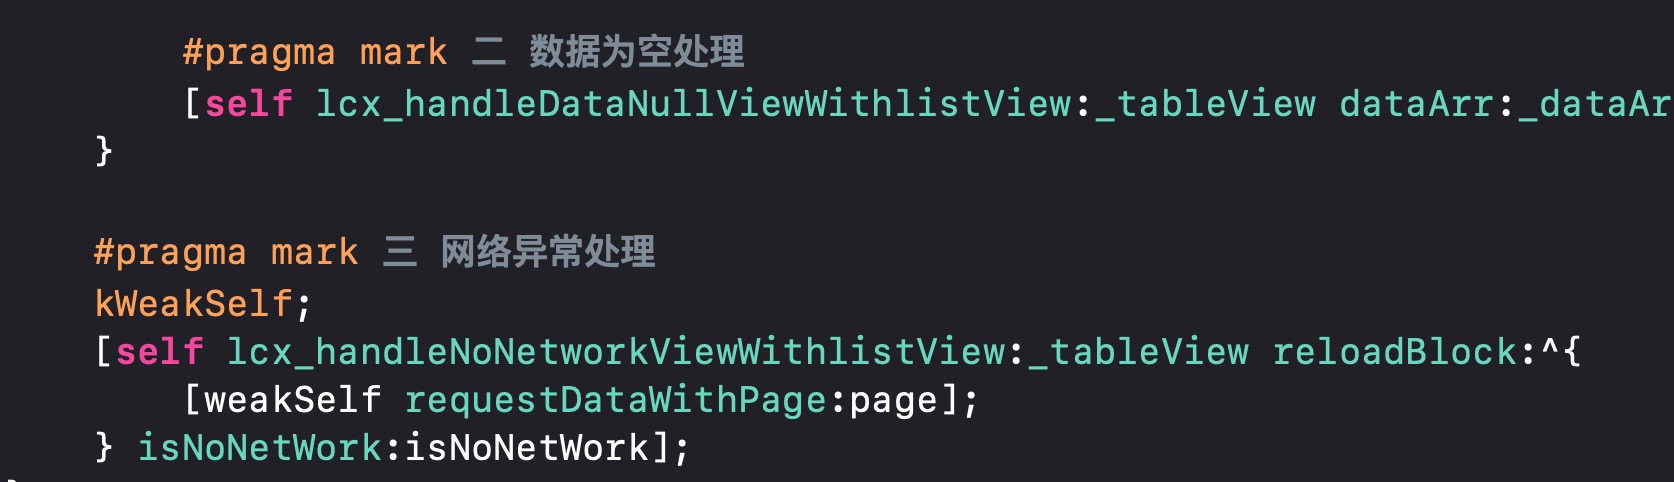 #pragma mark 二 数据为空处理
[self lcx_handleDataNullViewWithlistView:_tableView dataArr:_dataAr
}
#pragma mark 三 网络异常处理
kWeakSelf;
[self lcx_handleNoNetworkViewWithlistView:_tableView reloadBlock:^{
[weakSelf requestDataWithPage:page];
} isNoNetWork:isNoNetWork];